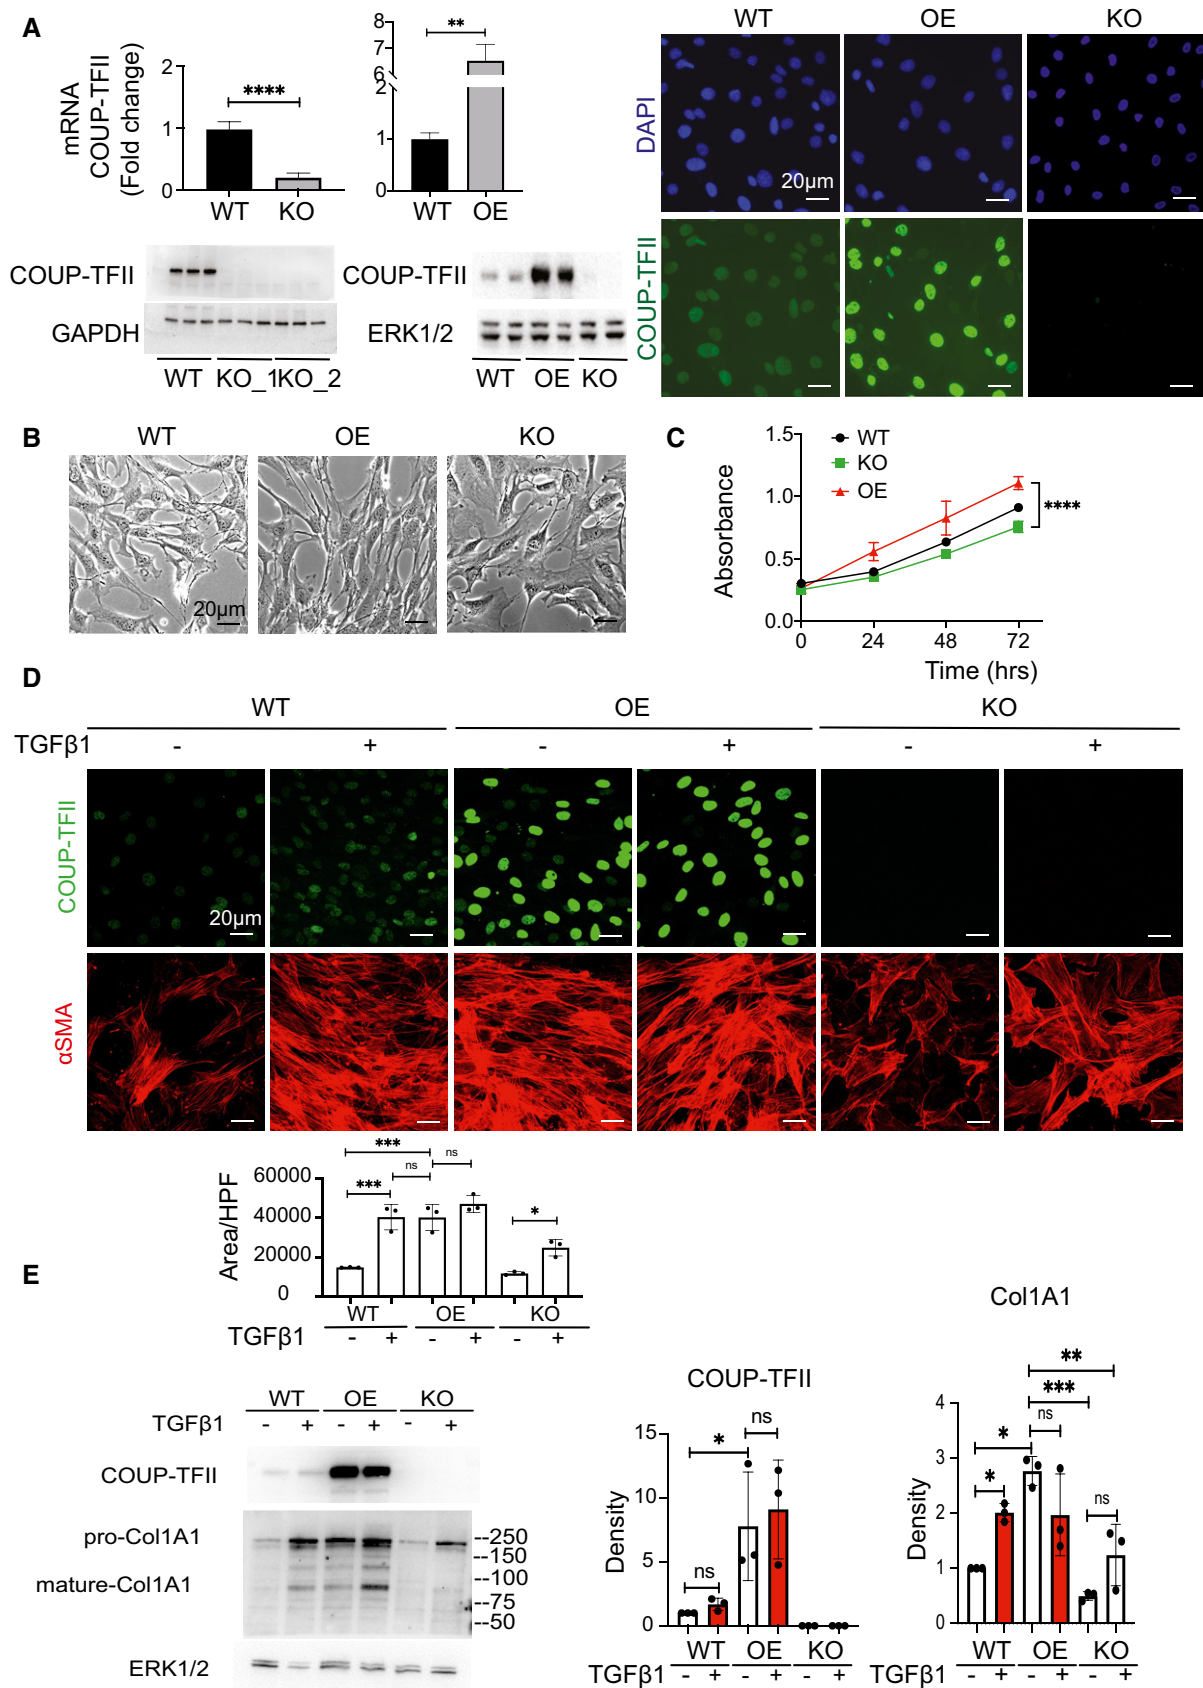 A
mRNA
COUP-TFII
(Fold change)
2
1
0
****
WT KO
8
6
2
1
0
**
WT OE
WT OE KO
DAPI
20µm
COUP-TFII
COUP-TFII
GAPDH
WT KO_1 KO_2
COUP-TFII
ERK1/2
WT OE KO
B
WT OE KO
20µm
C
1.5
1.0
0.5
0.0
Absorbance
WT
KO
OE
****
0 24 48 72
Time (hrs)
D
WT OE KO
TGFβ1 - + - + - +
COUP-TFII
20µm
αSMA
Area/HPF
60000
40000
20000
0
***
***
ns
ns
*
WT OE KO
TGFβ1 - + - + - +
E
WT OE KO
TGFβ1 - + - + - +
COUP-TFII
pro-Col1A1
mature-Col1A1
--250
--150
--100
--75
--50
ERK1/2
COUP-TFII
Density
15
10
5
0
ns
*
ns
WT OE KO
TGFβ1 - + - + - +
Col1A1
Density
4
3
2
1
0
*
*
ns
***
**
ns
WT OE KO
TGFβ1 - + - + - +